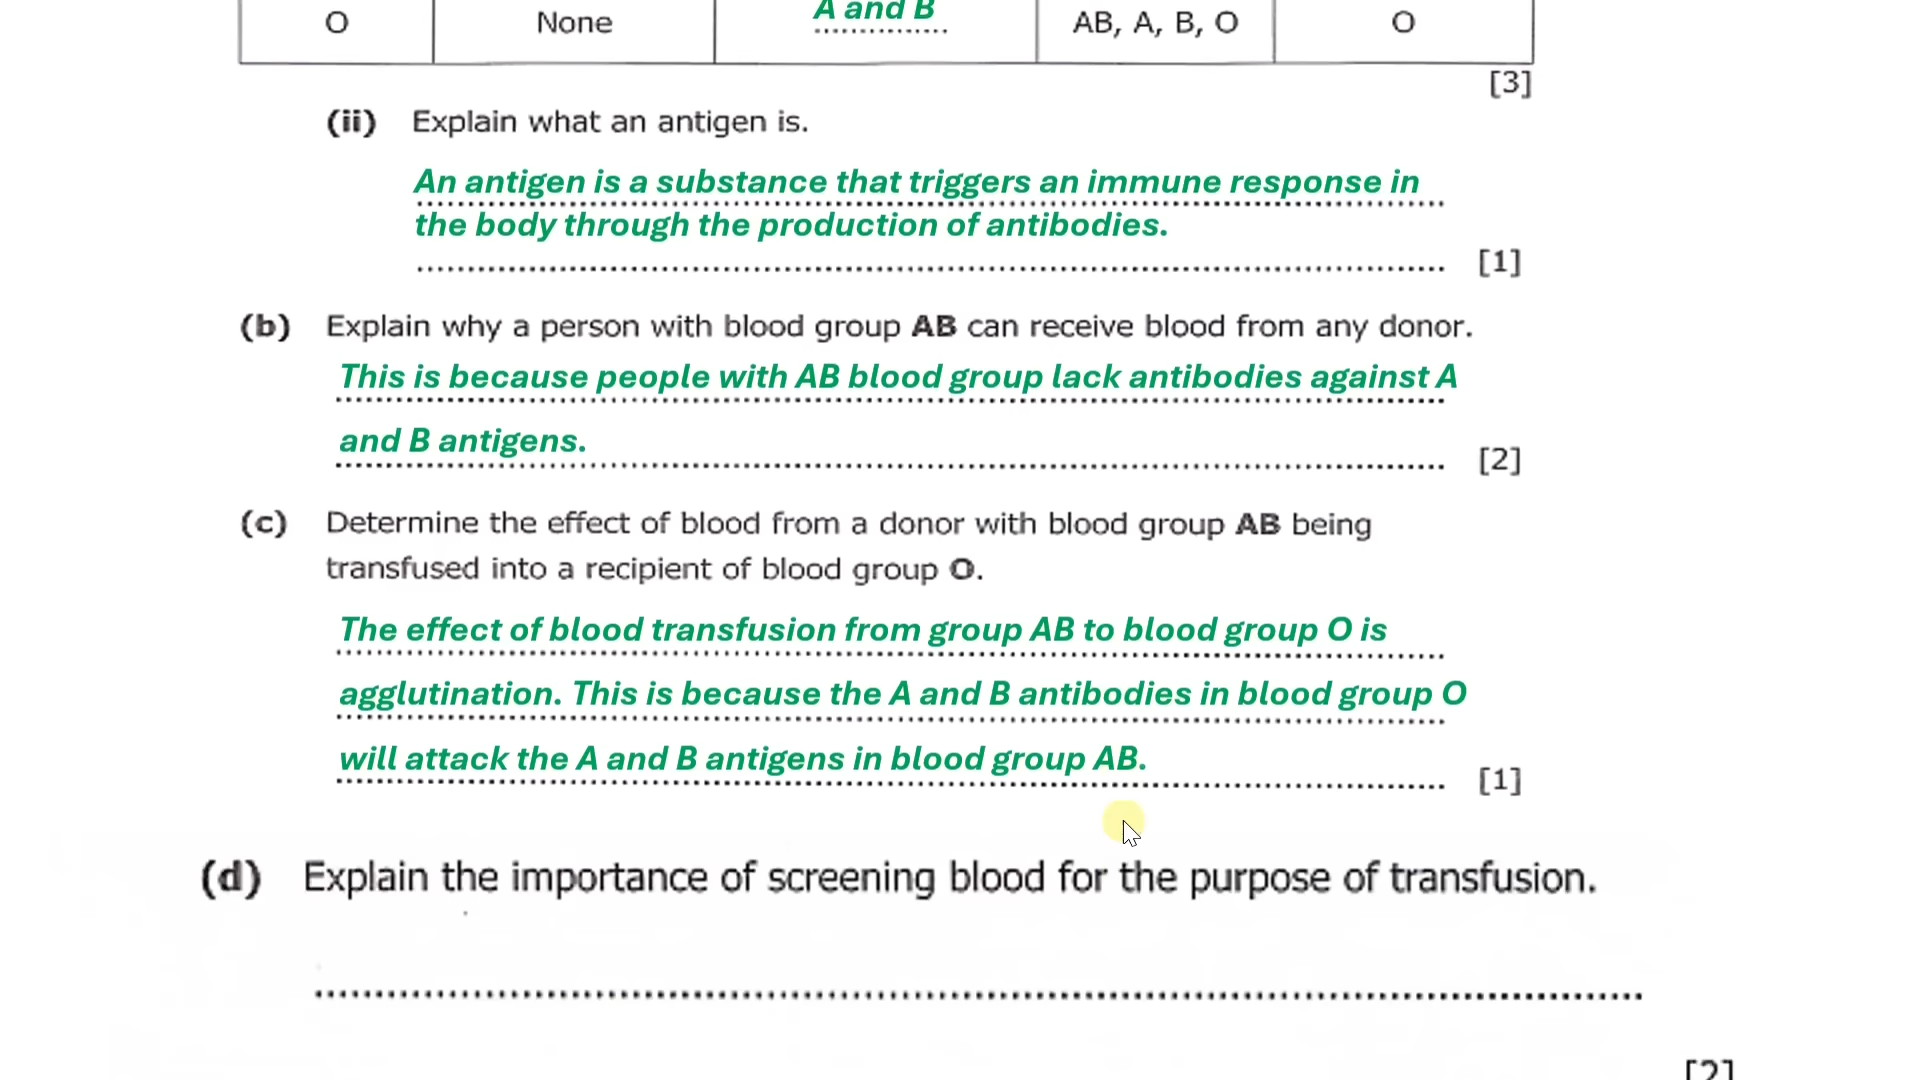 A and B
O None AB, A, B, O O
[3]
(ii) Explain what an antigen is.
An antigen is a substance that triggers an immune response in
the body through the production of antibodies.
[1]
(b) Explain why a person with blood group AB can receive blood from any donor.
This is because people with AB blood group lack antibodies against A
and B antigens.
[2]
(c) Determine the effect of blood from a donor with blood group AB being
transfused into a recipient of blood group O.
The effect of blood transfusion from group AB to blood group O is
agglutination. This is because the A and B antibodies in blood group O
will attack the A and B antigens in blood group AB.
[1]
(d) Explain the importance of screening blood for the purpose of transfusion.
[2]